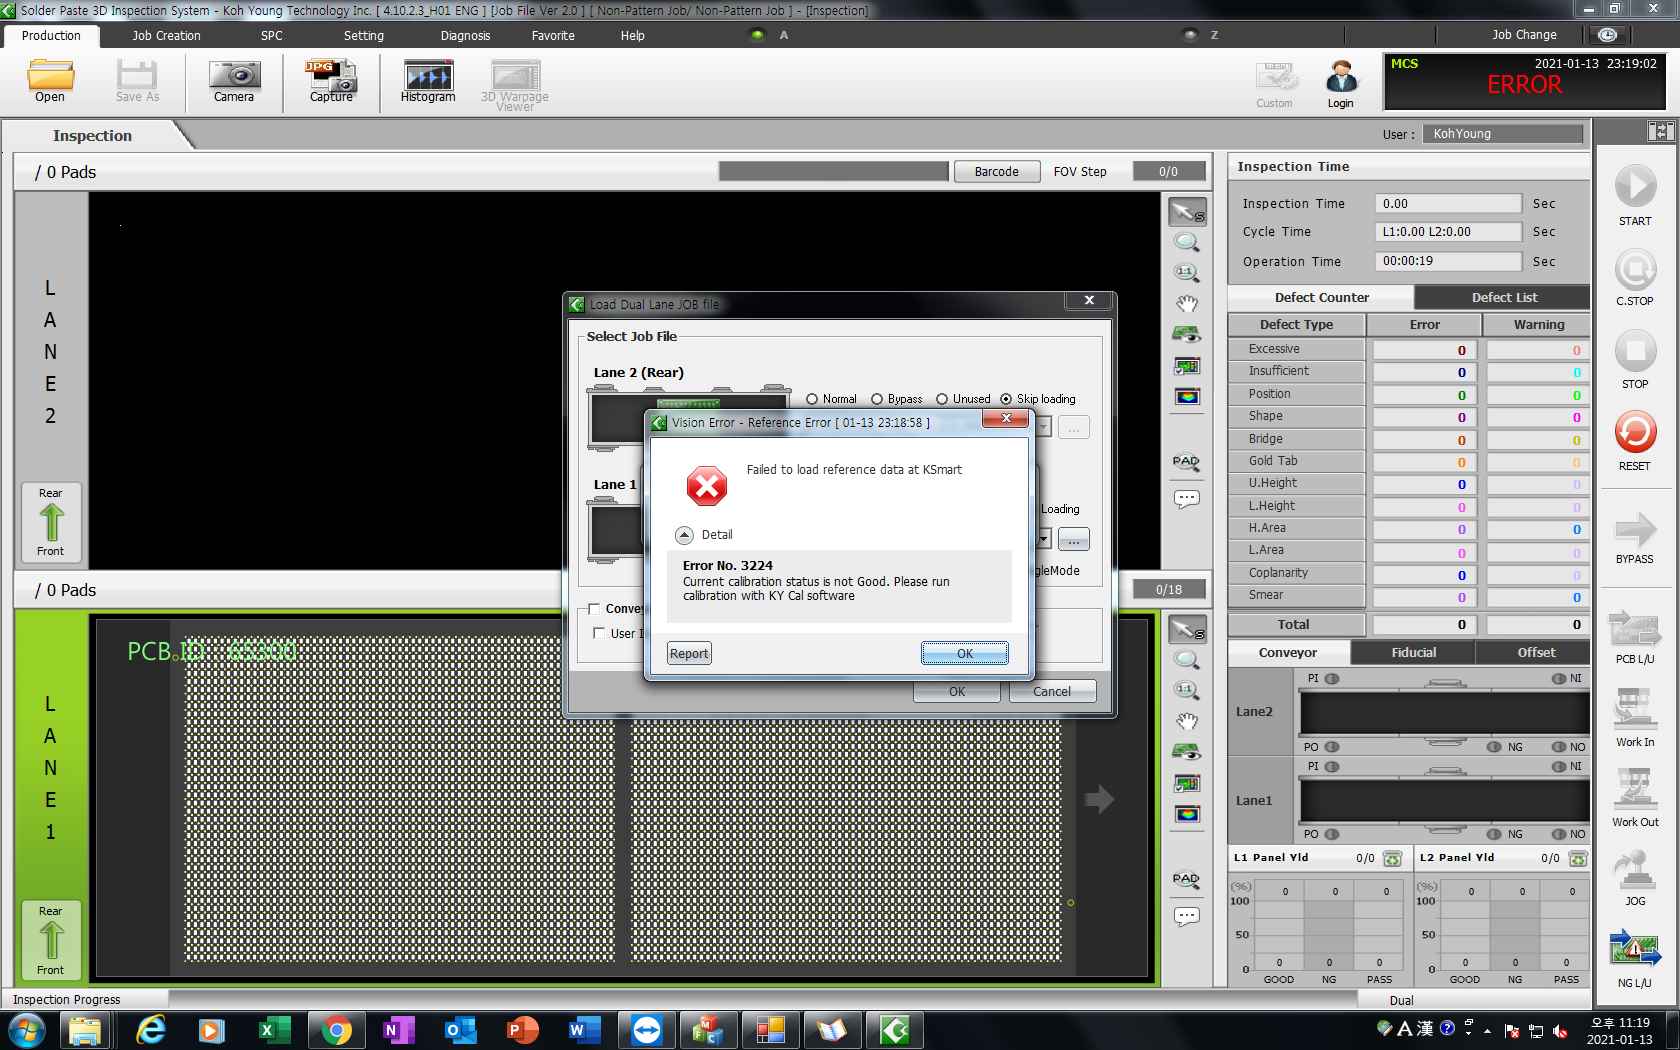 Solder Paste 3D Inspection System - Koh Young Technology Inc. [ 4.10.2.3_H01 ENG ] [Job File Ver 2.0 ] [ Non-Pattern Job/ Non-Pattern Job ] - [Inspection]
Production Job Creation SPC Setting Diagnosis Favorite Help A Z Job Change
Open Save As Camera Capture Histogram 3D Warpage Viewer Custom Login
JPG
MCS 2021-01-13 23:19:02
ERROR
Inspection
User : KohYoung
/ 0 Pads
Barcode FOV Step 0/0
LANE2
Rear
Front
S
1:1
PAD
Inspection Time
Inspection Time 0.00 Sec
Cycle Time L1:0.00 L2:0.00 Sec
Operation Time 00:00:19 Sec
Defect Counter Defect List
Defect Type Error Warning
Excessive 0 0
Insufficient 0 0
Position 0 0
Shape 0 0
Bridge 0 0
Gold Tab 0 0
U.Height 0 0
L.Height 0 0
H.Area 0 0
L.Area 0 0
Coplanarity 0 0
Smear 0 0
Total 0 0
Conveyor Fiducial Offset
PI NI
Lane2
PO NG NO
PI NI
Lane1
PO NG NO
L1 Panel Yld 0/0 L2 Panel Yld 0/0
(%) 0 0 0 (%) 0 0 0
100 100
50 50
0 0 0 0 0 0 0 0
GOOD NG PASS GOOD NG PASS
START
C.STOP
STOP
RESET
BYPASS
PCB L/U
Work In
Work Out
JOG
NG L/U
Load Dual Lane JOB file
Select Job File
Lane 2 (Rear)
Normal Bypass Unused Skip loading
...
Lane 1
Loading
...
gleMode
Convey
User I
OK Cancel
Vision Error - Reference Error [ 01-13 23:18:58 ]
Failed to load reference data at KSmart
Detail
Error No. 3224
Current calibration status is not Good. Please run
calibration with KY Cal software
Report OK
/ 0 Pads
0/18
LANE1
PCB ID : 65300
Rear
Front
S
1:1
PAD
Inspection Progress Dual
A 漢 오후 11:19
2021-01-13